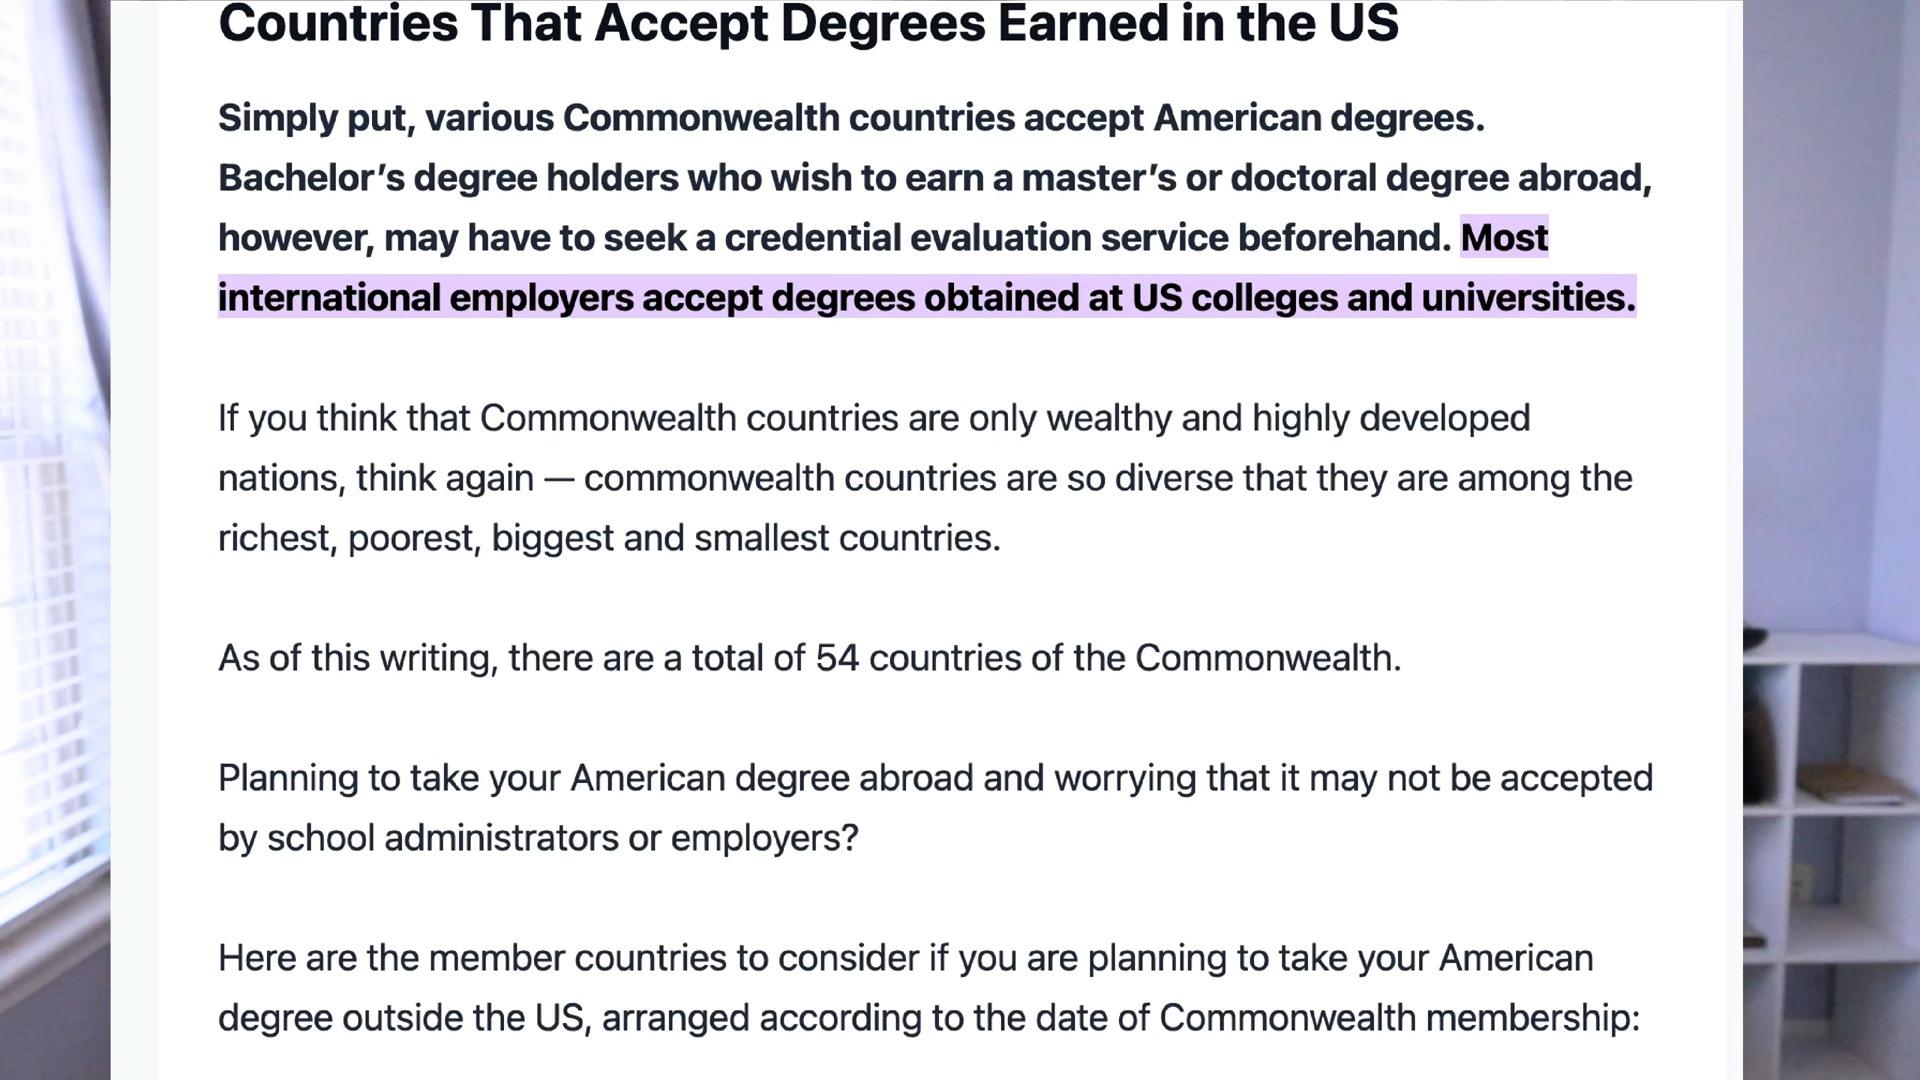 Countries That Accept Degrees Earned in the US
Simply put, various Commonwealth countries accept American degrees.
Bachelor’s degree holders who wish to earn a master’s or doctoral degree abroad,
however, may have to seek a credential evaluation service beforehand. Most
international employers accept degrees obtained at US colleges and universities.
If you think that Commonwealth countries are only wealthy and highly developed
nations, think again — commonwealth countries are so diverse that they are among the
richest, poorest, biggest and smallest countries.
As of this writing, there are a total of 54 countries of the Commonwealth.
Planning to take your American degree abroad and worrying that it may not be accepted
by school administrators or employers?
Here are the member countries to consider if you are planning to take your American
degree outside the US, arranged according to the date of Commonwealth membership: